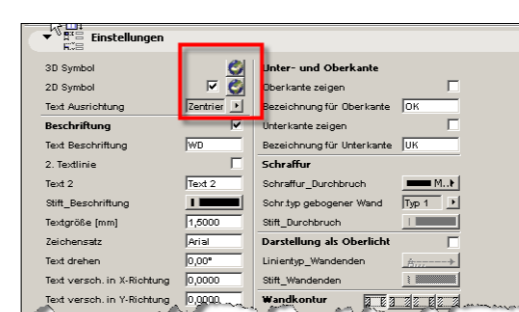 Einstellungen
3D Symbol
2D Symbol
Text Ausrichtung Zentrier
Beschriftung
Text Beschriftung WD
2. Textlinie
Text 2 Text 2
Stift_Beschriftung 1
Textgröße [mm] 1,5000
Zeichensatz Arial
Text drehen 0,00°
Text versch. in X-Richtung 0,0000
Text versch. in Y-Richtung 0,0000
Unter- und Oberkante
Oberkante zeigen
Bezeichnung für Oberkante OK
Unterkante zeigen
Bezeichnung für Unterkante UK
Schraffur
Schraffur_Durchbruch M..
Schr.typ gebogener Wand Typ 1
Stift_Durchbruch 1
Darstellung als Oberlicht
Linientyp_Wandenden A...
Stift_Wandenden 1
Wandkontur